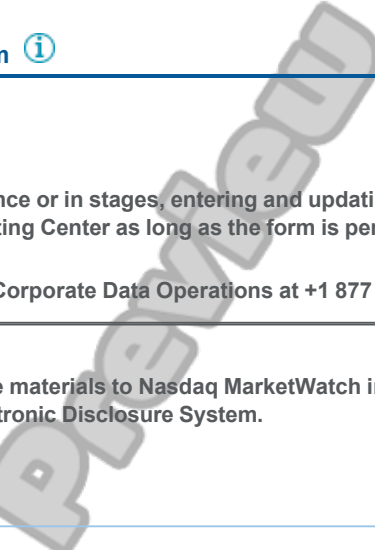 n
nce or in stages, entering and updati
ting Center as long as the form is per
Corporate Data Operations at +1 877
e materials to Nasdaq MarketWatch i
tronic Disclosure System.
Preview